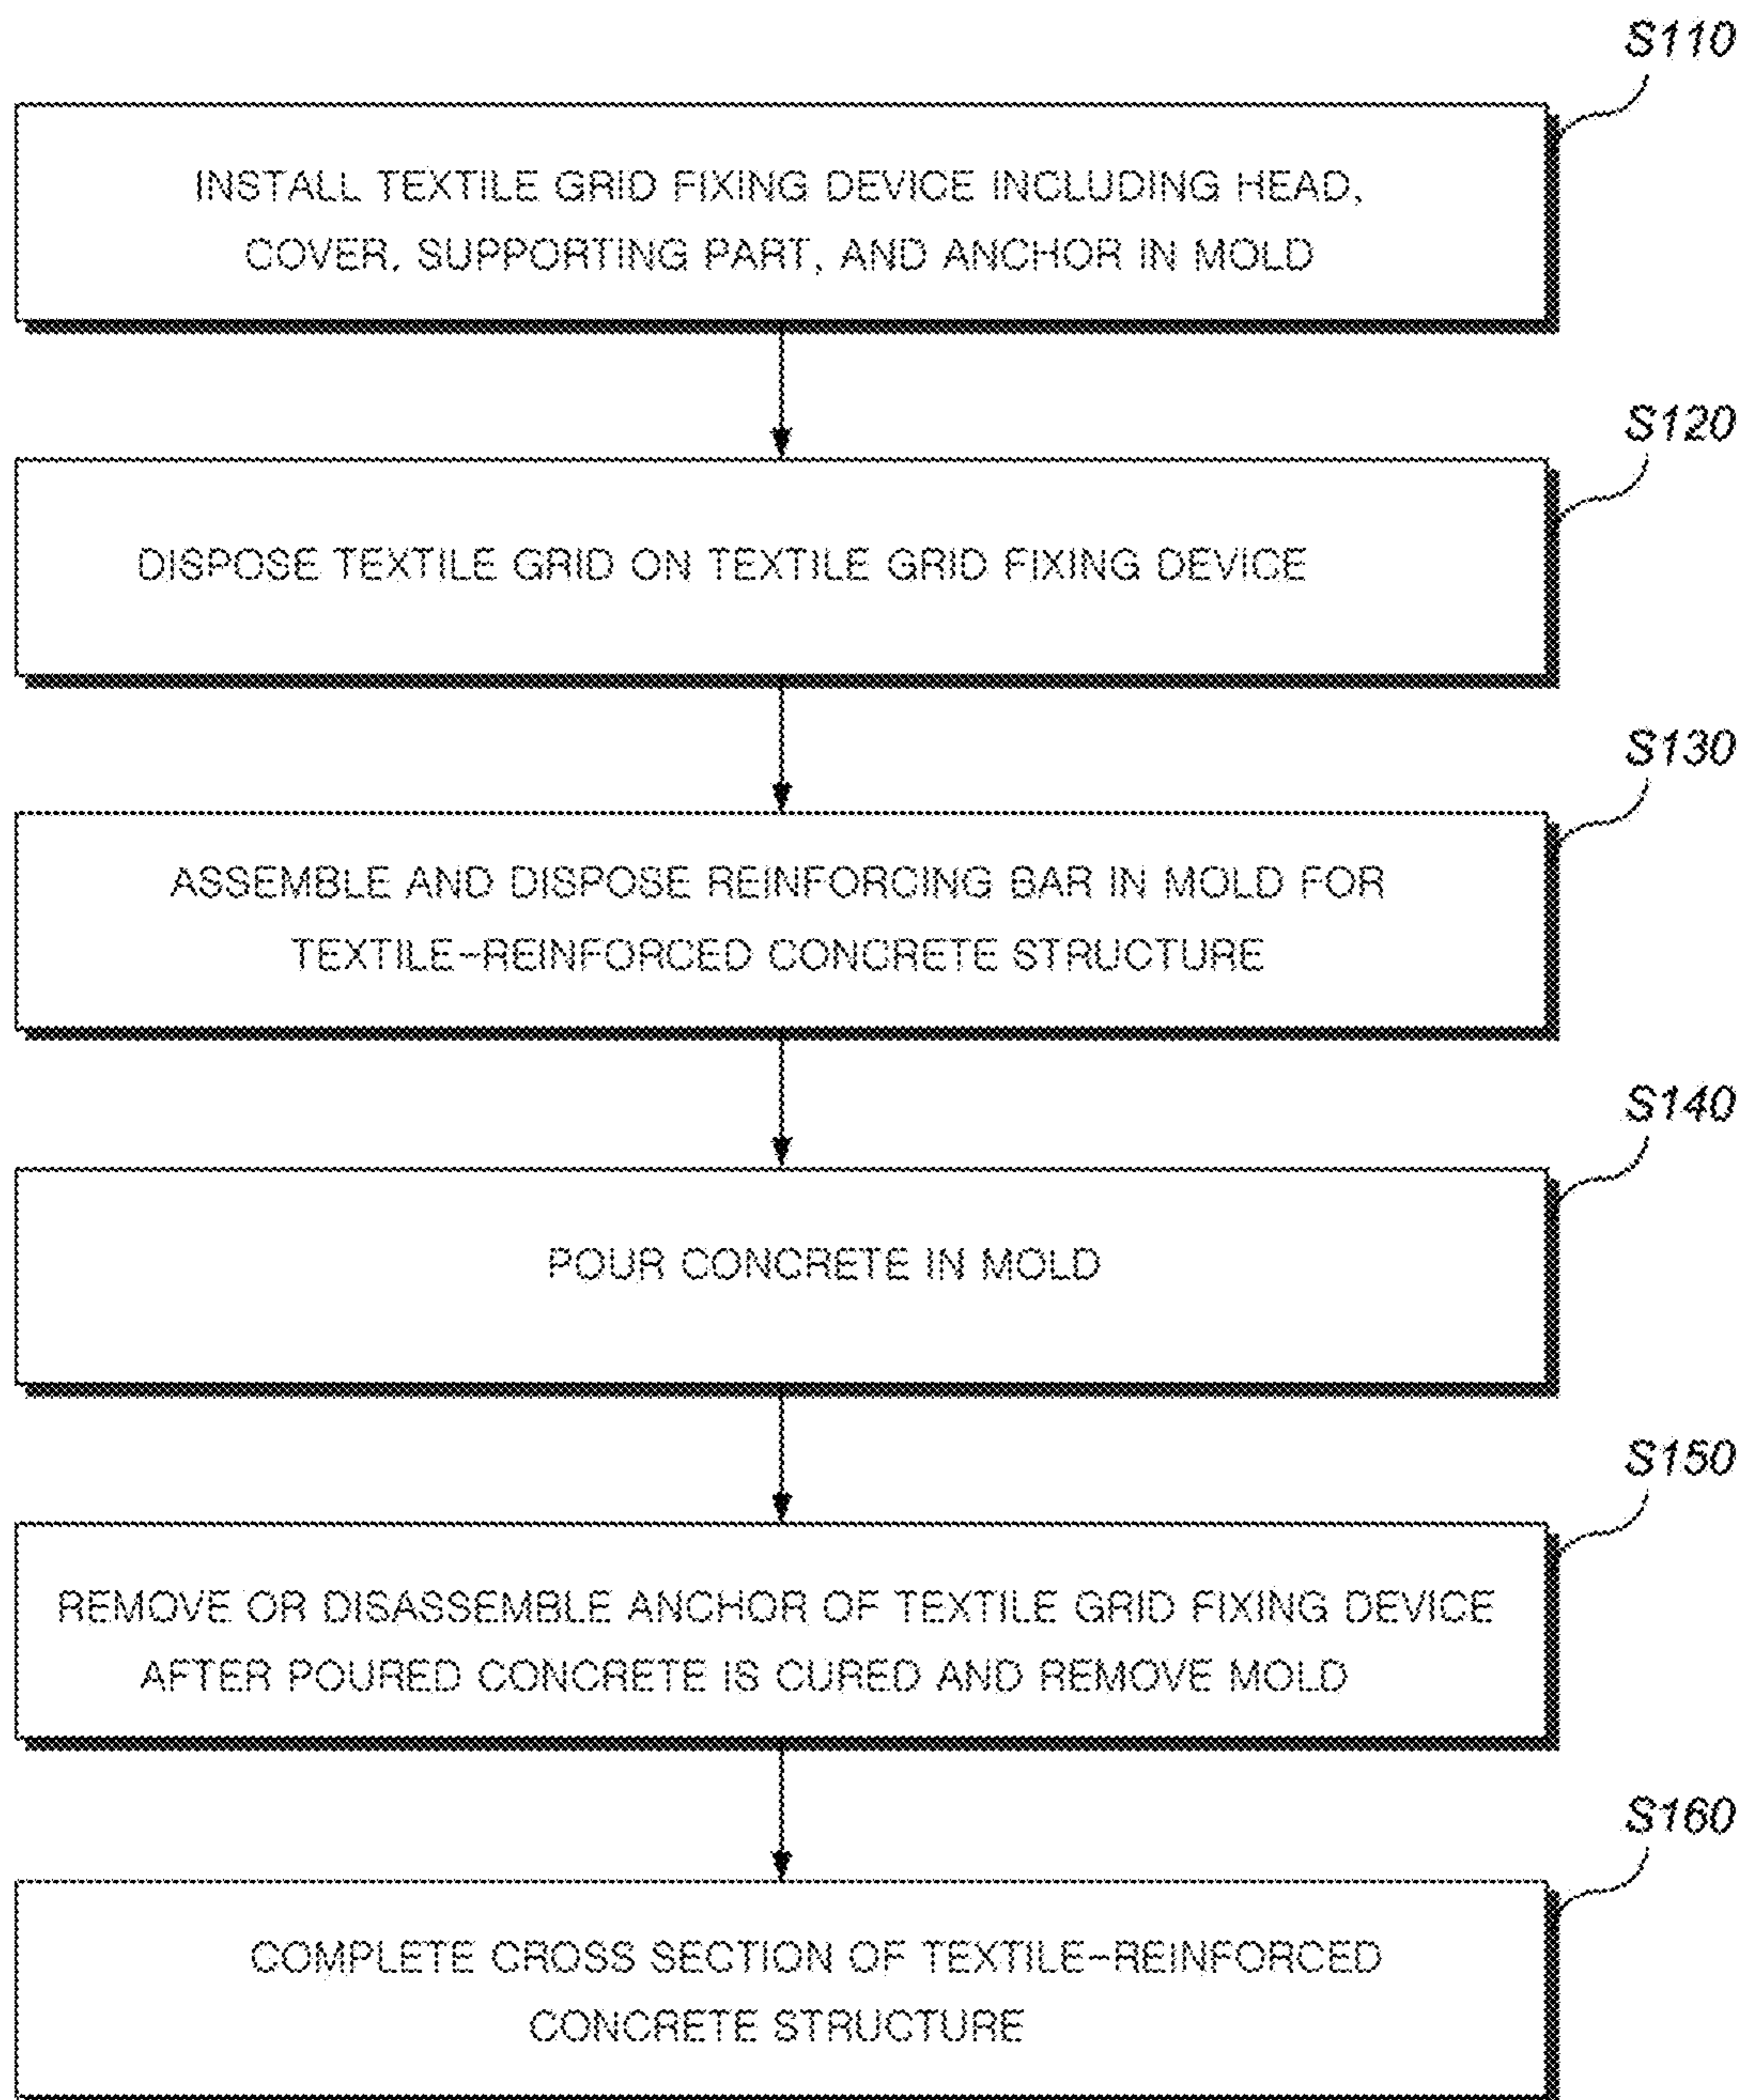 S110
INSTALL TEXTILE GRID FIXING DEVICE INCLUDING HEAD,
COVER, SUPPORTING PART, AND ANCHOR IN MOLD
S120
DISPOSE TEXTILE GRID ON TEXTILE GRID FIXING DEVICE
S130
ASSEMBLE AND DISPOSE REINFORCING BAR IN MOLD FOR
TEXTILE-REINFORCED CONCRETE STRUCTURE
S140
POUR CONCRETE IN MOLD
S150
REMOVE OR DISASSEMBLE ANCHOR OF TEXTILE GRID FIXING DEVICE
AFTER POURED CONCRETE IS CURED AND REMOVE MOLD
S160
COMPLETE CROSS SECTION OF TEXTILE-REINFORCED
CONCRETE STRUCTURE